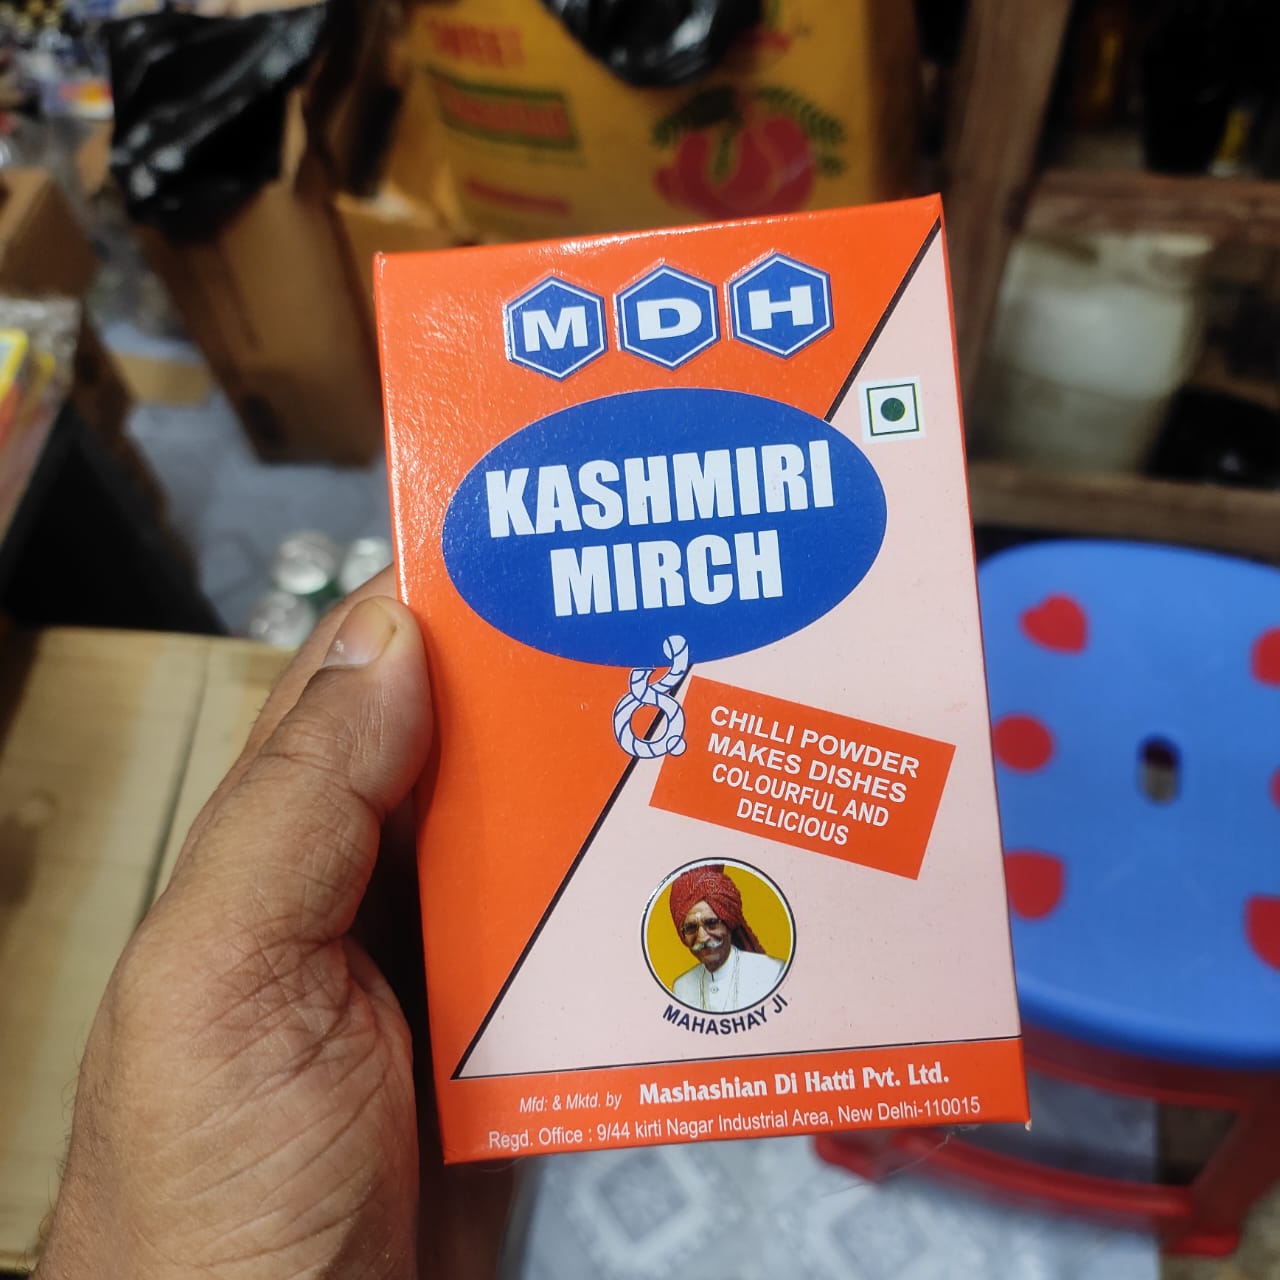 MDH
KASHMIRI
MIRCH
CHILLI POWDER
MAKES DISHES
COLOURFUL AND
DELICIOUS
MAHASHAY JI
Mfd: & Mktd. by Mashashian Di Hatti Pvt. Ltd.
Regd. Office : 9/44 kirti Nagar Industrial Area, New Delhi-110015